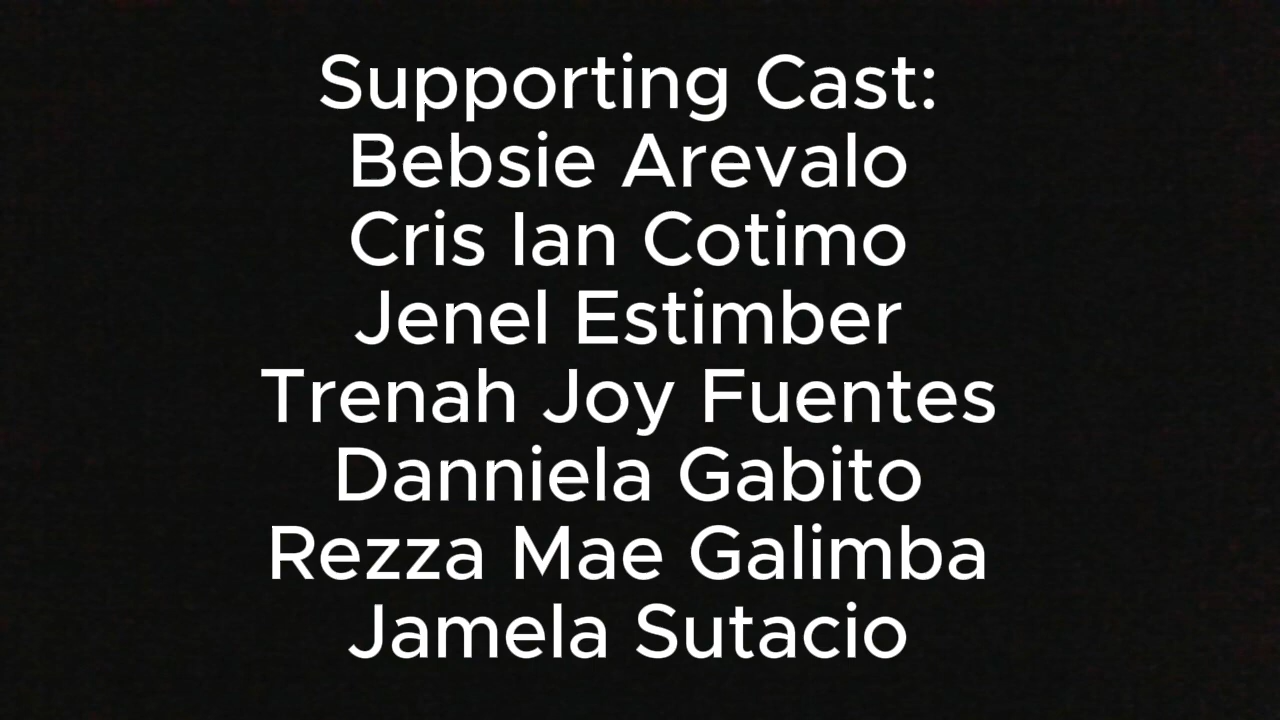 Supporting Cast:
Bebsie Arevalo
Cris Ian Cotimo
Jenel Estimber
Trenah Joy Fuentes
Danniela Gabito
Rezza Mae Galimba
Jamela Sutacio